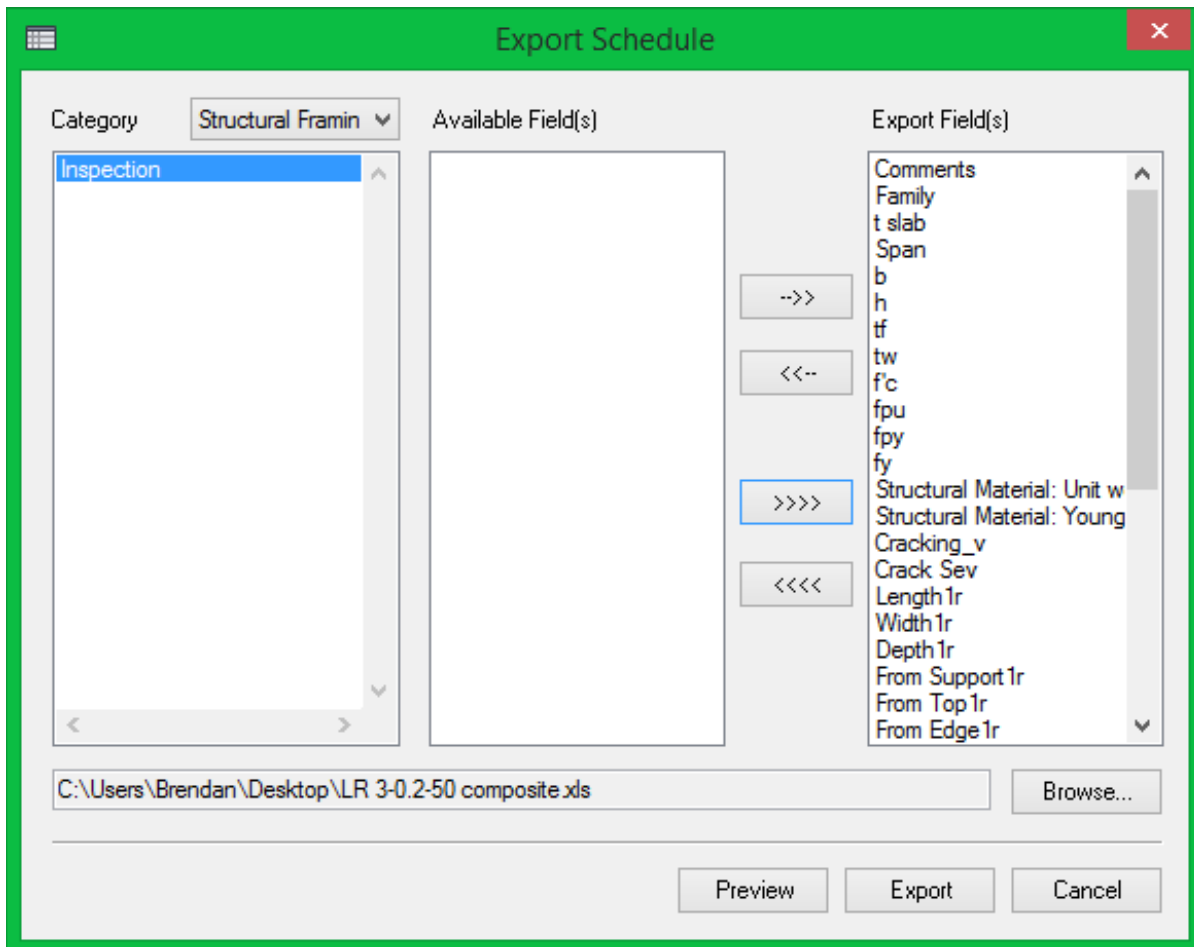 Export Schedule
Category
Structural Framin
Available Field(s)
Export Field(s)
Inspection
Comments
Family
t slab
Span
b
h
tf
tw
f'c
fpu
fpy
fy
Structural Material: Unit w
Structural Material: Young
Cracking_v
Crack Sev
Length1r
Width1r
Depth1r
From Support1r
From Top1r
From Edge1r
-->>
<<--
>>>>
<<<<
C:\Users\Brendan\Desktop\LR 3-0.2-50 composite.xls
Browse...
Preview
Export
Cancel